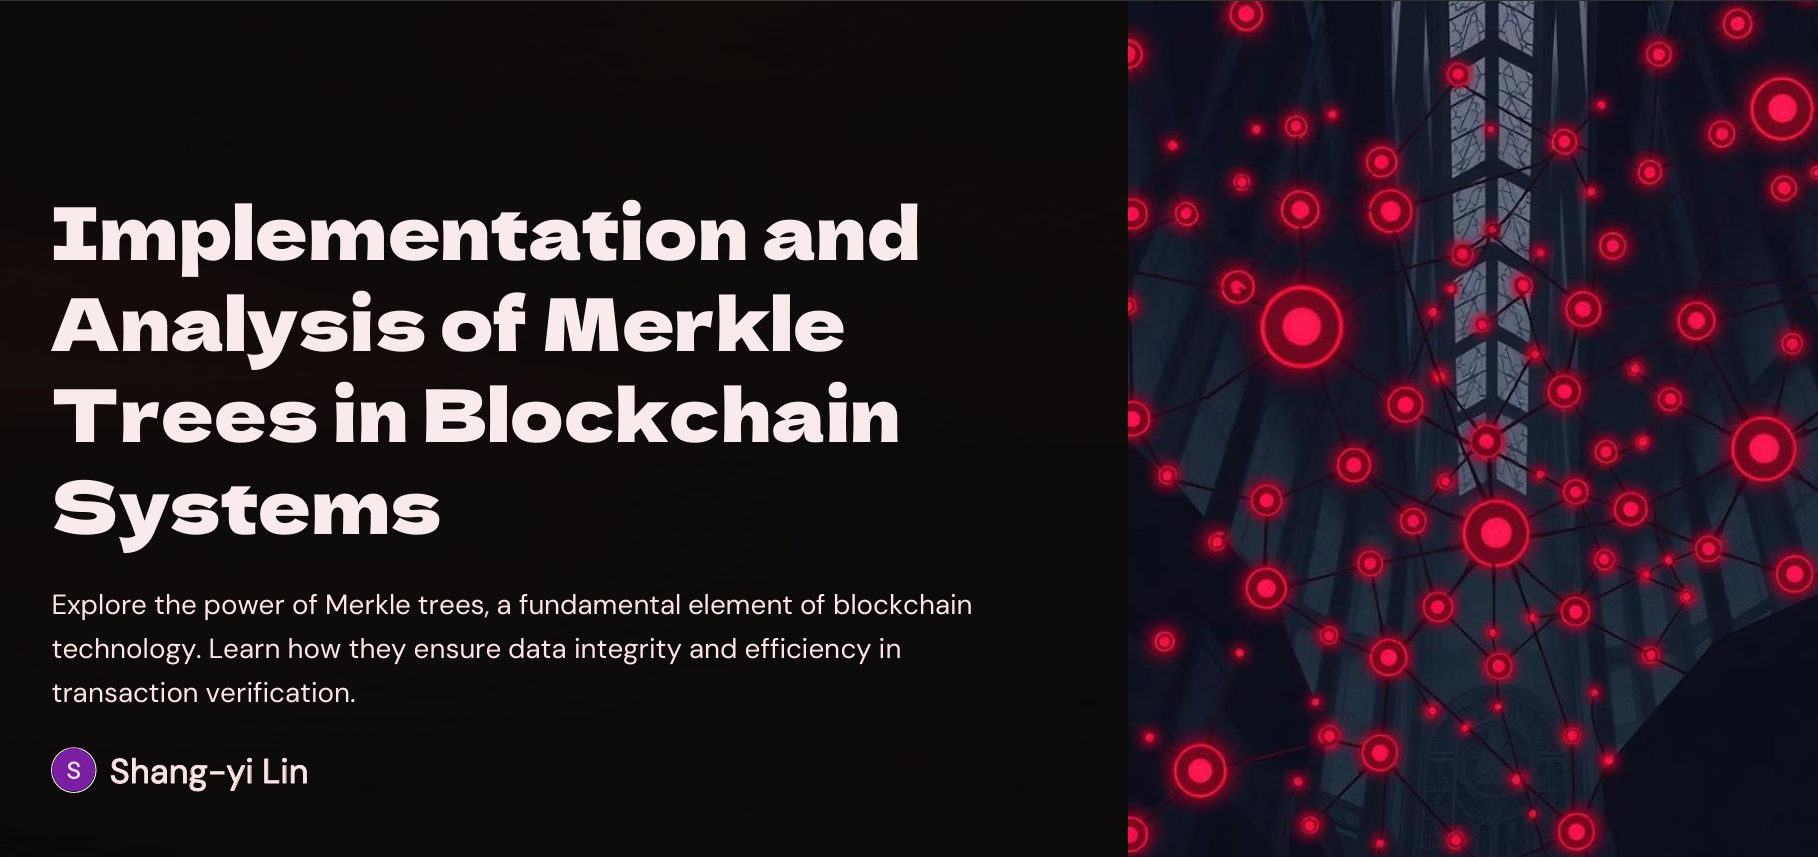 Implementation and
Analysis of Merkle
Trees in Blockchain
Systems
Explore the power of Merkle trees, a fundamental element of blockchain
technology. Learn how they ensure data integrity and efficiency in
transaction verification.
S Shang-yi Lin